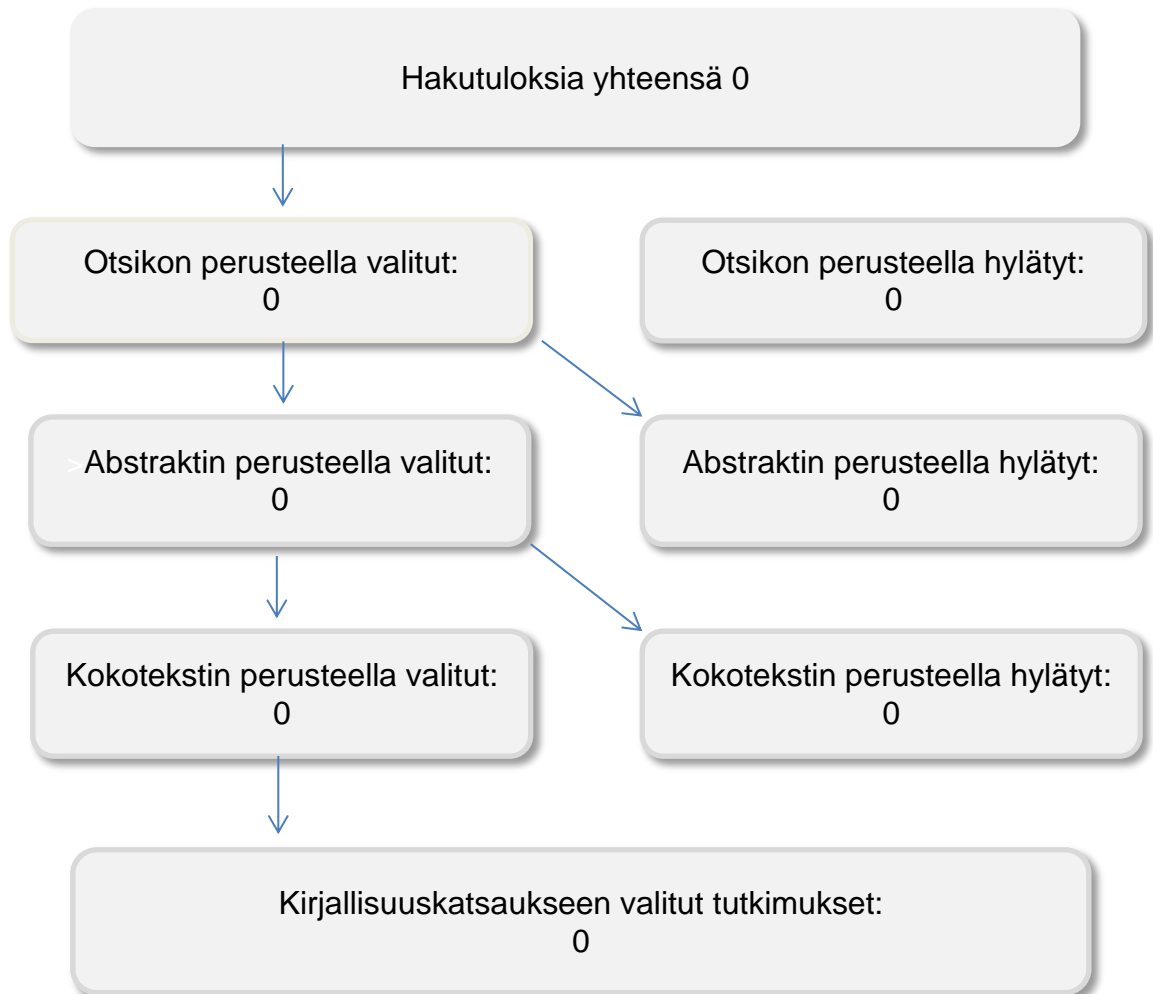 Hakutuloksia yhteensä 0
Otsikon perusteella valitut:
0
Otsikon perusteella hylätyt:
0
>Abstraktin perusteella valitut:
0
Abstraktin perusteella hylätyt:
0
Kokotekstin perusteella valitut:
0
Kokotekstin perusteella hylätyt:
0
Kirjallisuuskatsaukseen valitut tutkimukset:
0